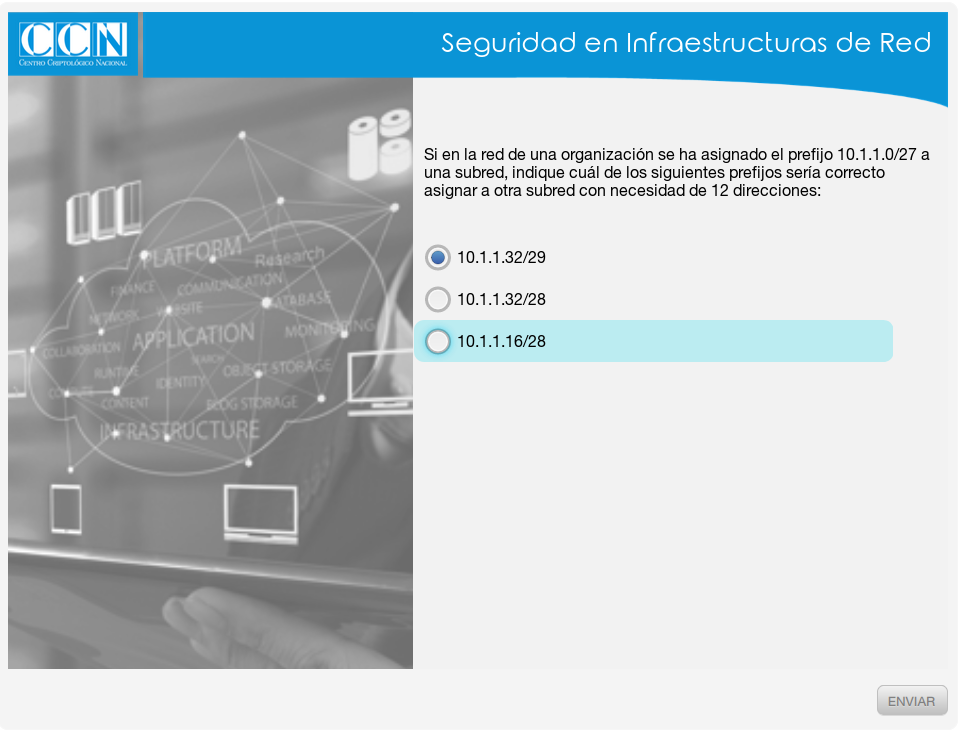 CCN
CENTRO CRIPTOLÓGICO NACIONAL
Seguridad en Infraestructuras de Red
Si en la red de una organización se ha asignado el prefijo 10.1.1.0/27 a
una subred, indique cuál de los siguientes prefijos sería correcto
asignar a otra subred con necesidad de 12 direcciones:
10.1.1.32/29
10.1.1.32/28
10.1.1.16/28
PLATFORM
Research
FINANCE
COMMUNICATION
NETWORK
WEBSITE
DATABASE
APPLICATION
MONITORING
COLLABORATION
SEARCH
RUNTIME
OBJECT STORAGE
IDENTITY
COMPUTE
CONTENT
BLOG STORAGE
INFRASTRUCTURE
ENVIAR